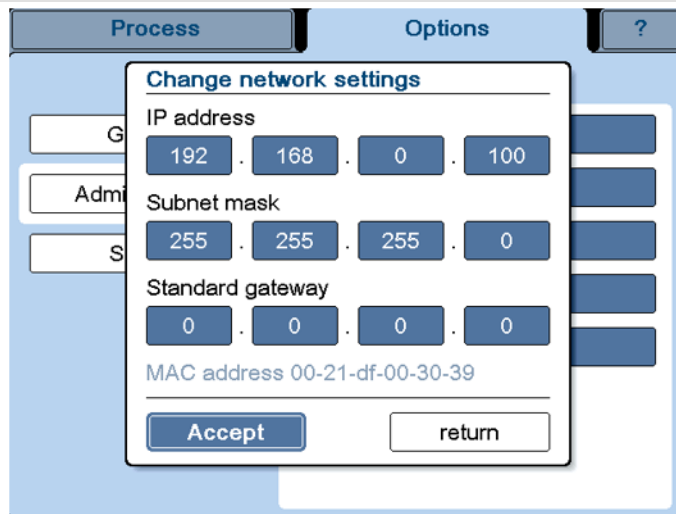 Process Options ?
Change network settings
IP address
G
192 . 168 . 0 . 100
Admi
Subnet mask
255 . 255 . 255 . 0
S
Standard gateway
0 . 0 . 0 . 0
MAC address 00-21-df-00-30-39
Accept return